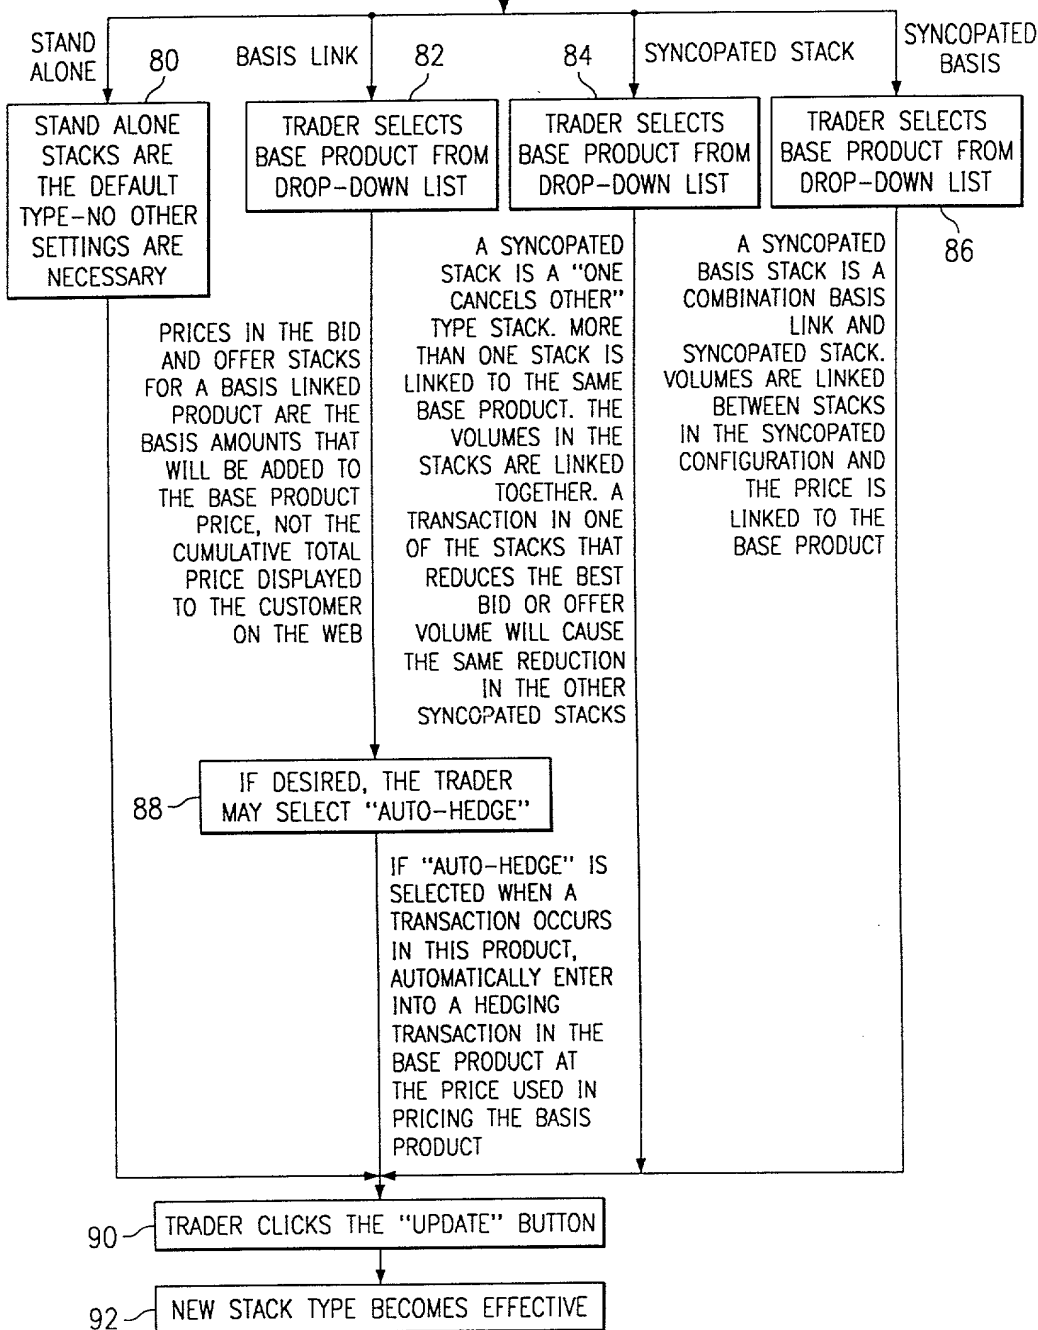 STAND
ALONE
80
STAND ALONE
STACKS ARE
THE DEFAULT
TYPE-NO OTHER
SETTINGS ARE
NECESSARY
BASIS LINK
82
TRADER SELECTS
BASE PRODUCT FROM
DROP-DOWN LIST
84
SYNCOPATED STACK
TRADER SELECTS
BASE PRODUCT FROM
DROP-DOWN LIST
SYNCOPATED
BASIS
TRADER SELECTS
BASE PRODUCT FROM
DROP-DOWN LIST
86
PRICES IN THE BID
AND OFFER STACKS
FOR A BASIS LINKED
PRODUCT ARE THE
BASIS AMOUNTS THAT
WILL BE ADDED TO
THE BASE PRODUCT
PRICE, NOT THE
CUMULATIVE TOTAL
PRICE DISPLAYED
TO THE CUSTOMER
ON THE WEB
A SYNCOPATED
STACK IS A "ONE
CANCELS OTHER"
TYPE STACK. MORE
THAN ONE STACK IS
LINKED TO THE SAME
BASE PRODUCT. THE
VOLUMES IN THE
STACKS ARE LINKED
TOGETHER. A
TRANSACTION IN ONE
OF THE STACKS THAT
REDUCES THE BEST
BID OR OFFER
VOLUME WILL CAUSE
THE SAME REDUCTION
IN THE OTHER
SYNCOPATED STACKS
A SYNCOPATED
BASIS STACK IS A
COMBINATION BASIS
LINK AND
SYNCOPATED STACK.
VOLUMES ARE LINKED
BETWEEN STACKS
IN THE SYNCOPATED
CONFIGURATION AND
THE PRICE IS
LINKED TO THE
BASE PRODUCT
88
IF DESIRED, THE TRADER
MAY SELECT "AUTO-HEDGE"
IF "AUTO-HEDGE" IS
SELECTED WHEN A
TRANSACTION OCCURS
IN THIS PRODUCT,
AUTOMATICALLY ENTER
INTO A HEDGING
TRANSACTION IN THE
BASE PRODUCT AT
THE PRICE USED IN
PRICING THE BASIS
PRODUCT
90
TRADER CLICKS THE "UPDATE" BUTTON
92
NEW STACK TYPE BECOMES EFFECTIVE